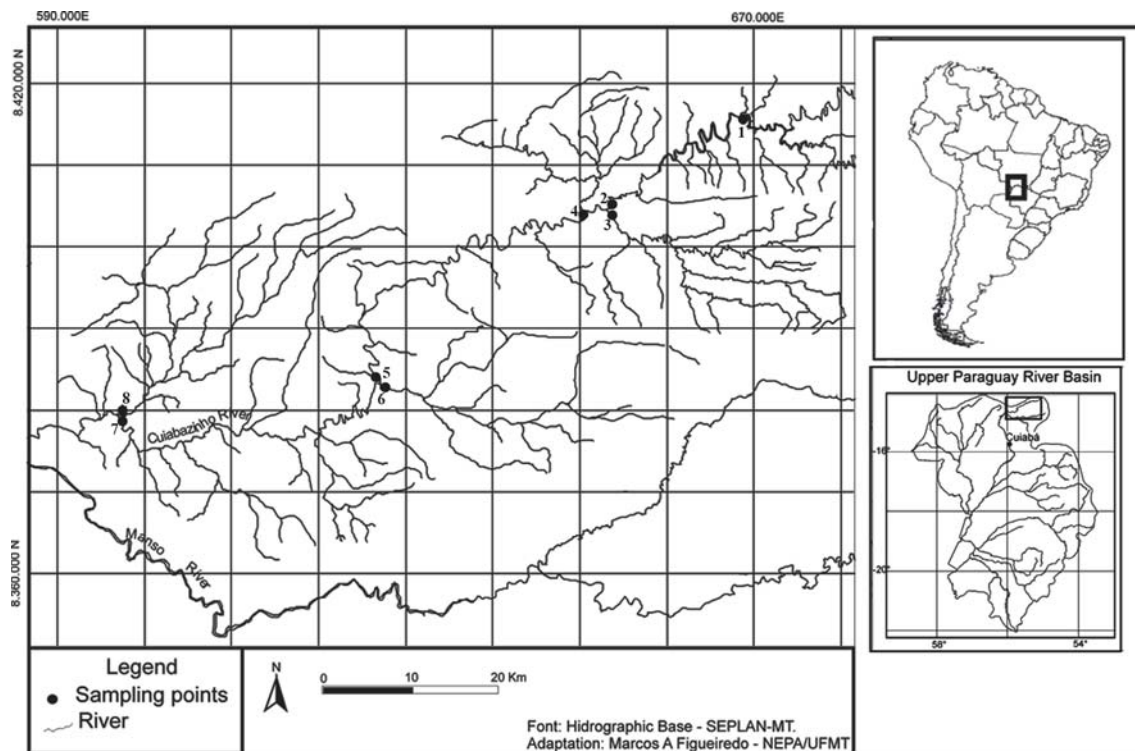 590.000E
670.000E
8.420.000 N
1
2
4
3
5
6
8
7
Cuiabazinho River
Manso River
8.360.000 N
Upper Paraguay River Basin
Cuiabá
-16°
-20°
58°
54°
Legend
Sampling points
River
N
0 10 20 Km
Font: Hidrographic Base - SEPLAN-MT.
Adaptation: Marcos A Figueiredo - NEPA/UFMT